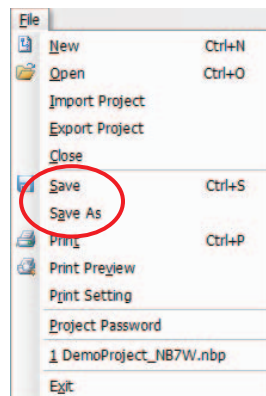 File
New Ctrl+N
Open Ctrl+O
Import Project
Export Project
Close
Save Ctrl+S
Save As
Print Ctrl+P
Print Preview
Print Setting
Project Password
1 DemoProject_NB7W.nbp
Exit